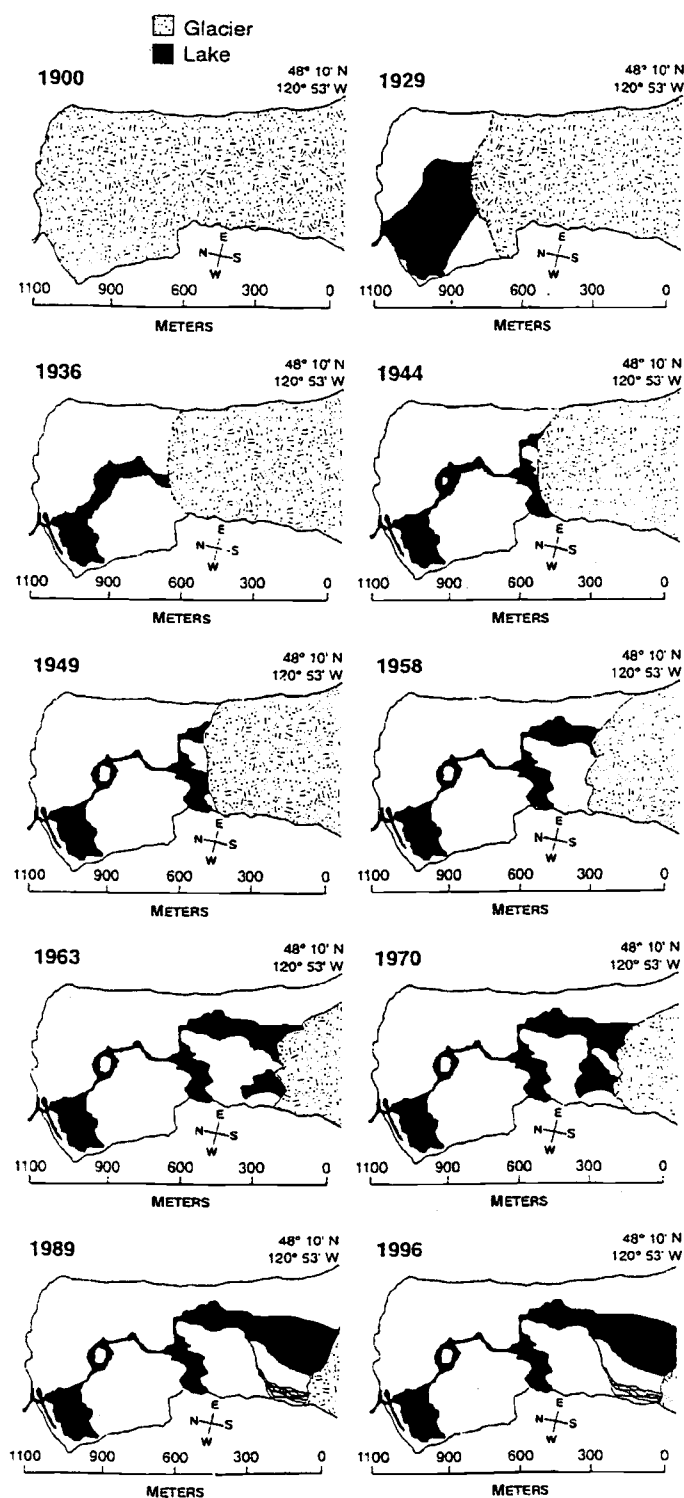 Glacier
Lake
1900
48° 10' N
120° 53' W
E
N S
W
1100 900 600 300 0
METERS
1929
48° 10' N
120° 53' W
E
N S
W
1100 900 600 300 0
METERS
1936
48° 10' N
120° 53' W
E
N S
W
1100 900 600 300 0
METERS
1944
48° 10' N
120° 53' W
E
N S
W
1100 900 600 300 0
METERS
1949
48° 10' N
120° 53' W
E
N S
W
1100 900 600 300 0
METERS
1958
48° 10' N
120° 53' W
E
N S
W
1100 900 600 300 0
METERS
1963
48° 10' N
120° 53' W
E
N S
W
1100 900 600 300 0
METERS
1970
48° 10' N
120° 53' W
E
N S
W
1100 900 600 300 0
METERS
1989
48° 10' N
120° 53' W
E
N S
W
1100 900 600 300 0
METERS
1996
48° 10' N
120° 53' W
E
N S
W
1100 900 600 300 0
METERS